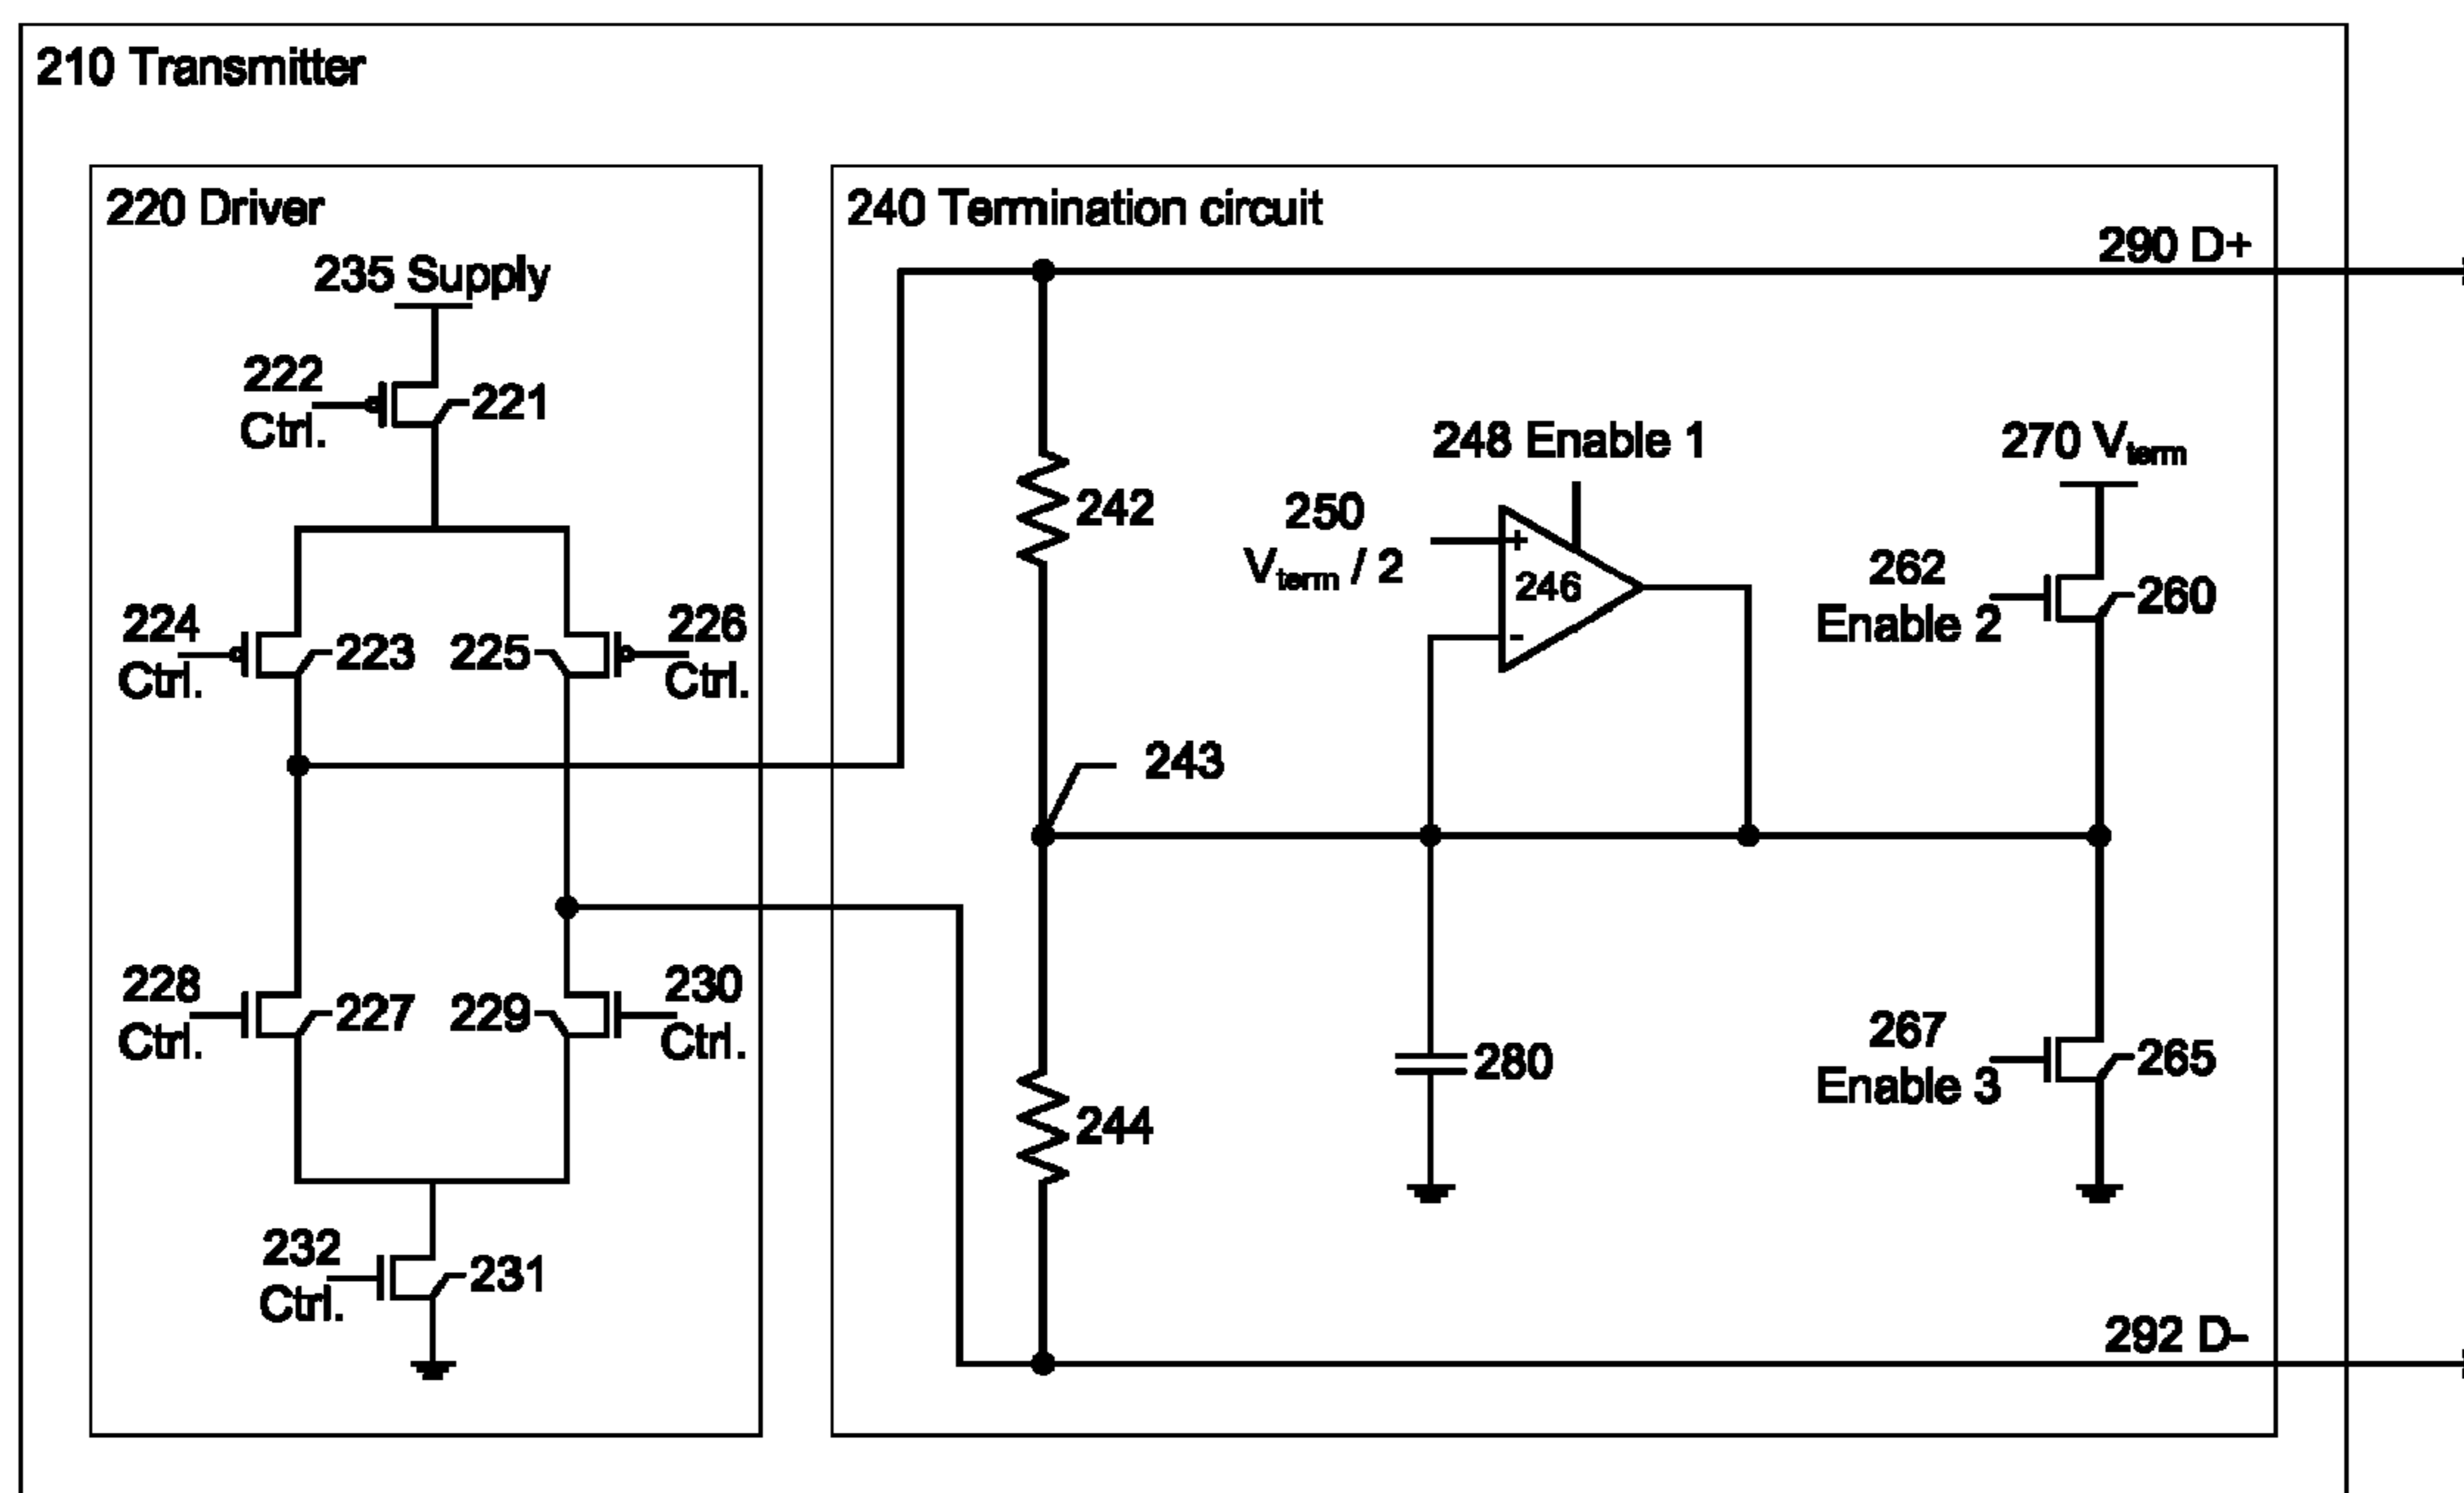 210 Transmitter
220 Driver
235 Supply
222
Ctrl.
221
224
Ctrl.
223
225
226
Ctrl.
228
Ctrl.
227
229
230
Ctrl.
232
Ctrl.
231
240 Termination circuit
290 D+
242
248 Enable 1
250
Vterm / 2
+
246
-
270 Vterm
262
Enable 2
260
243
267
Enable 3
265
280
244
292 D-